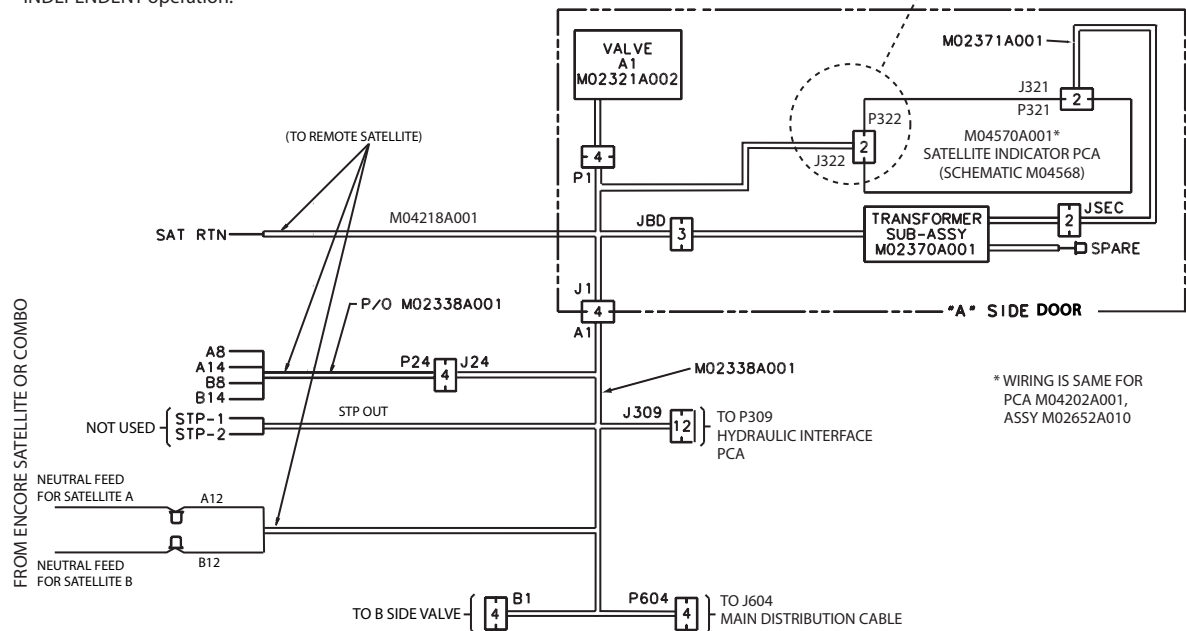 INDEPENDENT operation.
VALVE
A1
M02321A002
M02371A001
J321
P321
2
P322
J322
2
M04570A001*
SATELLITE INDICATOR PCA
(SCHEMATIC M04568)
4
P1
(TO REMOTE SATELLITE)
M04218A001
SAT RTN
JBD
3
TRANSFORMER
SUB-ASSY
M02370A001
JSEC
2
SPARE
J1
4
A1
"A" SIDE DOOR
P/O M02338A001
A8
A14
B8
B14
P24
4
J24
M02338A001
* WIRING IS SAME FOR
PCA M04202A001,
ASSY M02652A010
NOT USED
STP-1
STP-2
STP OUT
J309
12
TO P309
HYDRAULIC INTERFACE
PCA
FROM ENCORE SATELLITE OR COMBO
NEUTRAL FEED
FOR SATELLITE A
A12
NEUTRAL FEED
FOR SATELLITE B
B12
TO B SIDE VALVE
4
B1
P604
4
TO J604
MAIN DISTRIBUTION CABLE